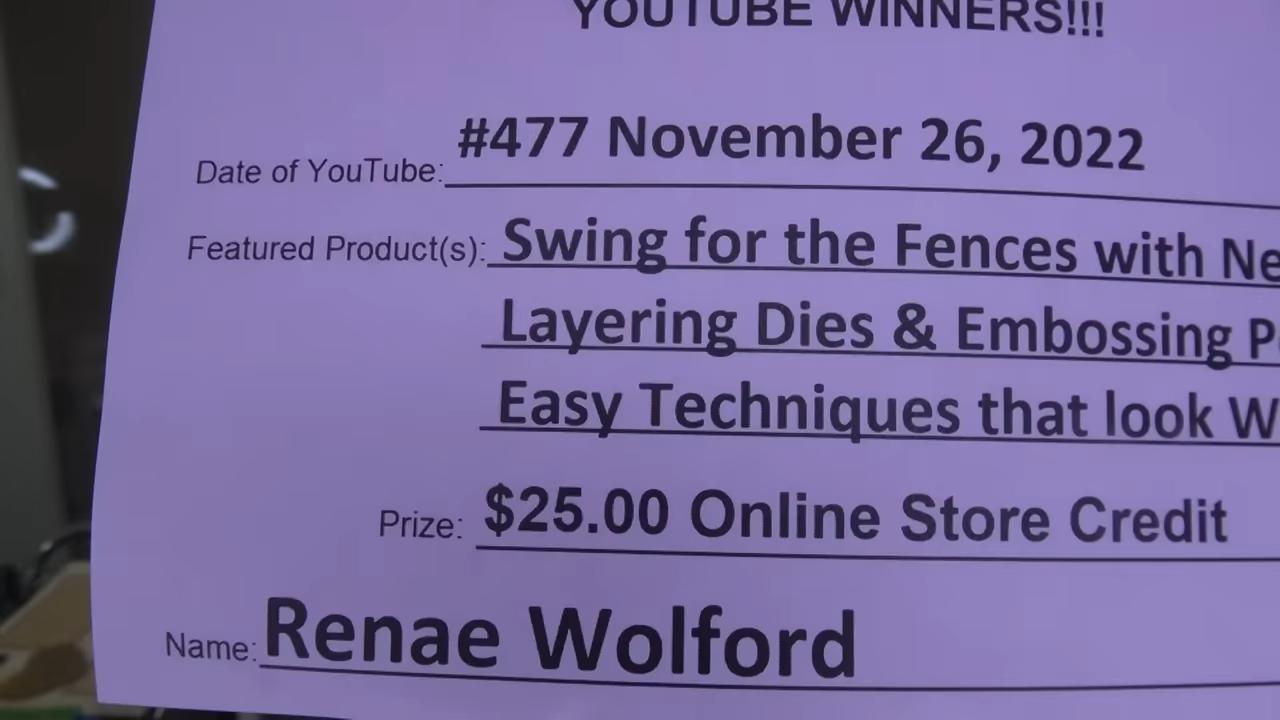 YOUTUBE WINNERS!!!
Date of YouTube: #477 November 26, 2022
Featured Product(s): Swing for the Fences with
Layering Dies & Embossing
Easy Techniques that look
Prize: $25.00 Online Store Credit
Name: Renae Wolford